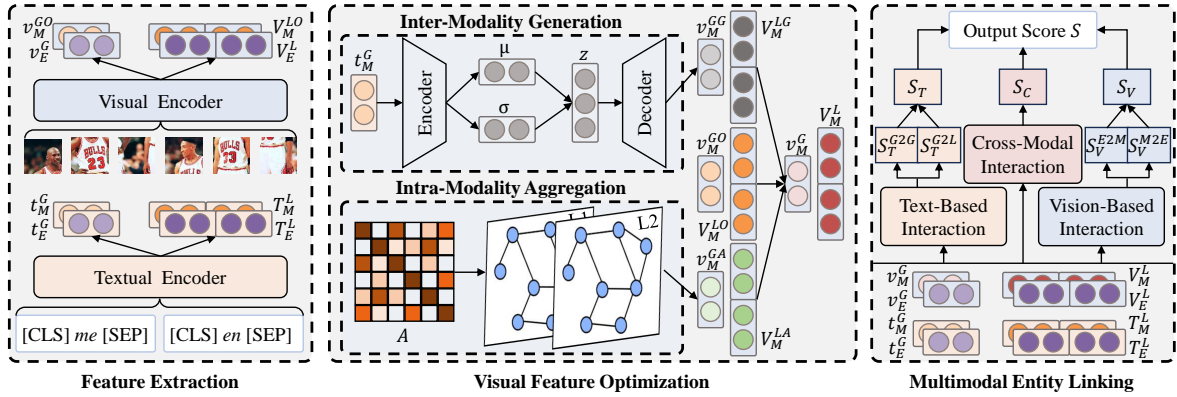 v_M^{GO}
v_E^G
V_M^{LO}
V_E^L
Visual Encoder
BULLS
23
BULLS
t_M^G
t_E^G
T_M^L
T_E^L
Textual Encoder
[CLS] me [SEP]
[CLS] en [SEP]
Feature Extraction
Inter-Modality Generation
t_M^G
Encoder
μ
σ
z
Decoder
Intra-Modality Aggregation
A
L1
L2
v_M^{GG}
V_M^{LG}
v_M^{GO}
V_M^{LO}
v_M^{GA}
V_M^{LA}
v_M^G
V_M^L
Visual Feature Optimization
Output Score S
S_T
S_C
S_V
S_T^{G2G}
S_T^{G2L}
Cross-Modal
Interaction
S_V^{E2M}
S_V^{M2E}
Text-Based
Interaction
Vision-Based
Interaction
v_M^G
v_E^G
V_M^L
V_E^L
t_M^G
t_E^G
T_M^L
T_E^L
Multimodal Entity Linking